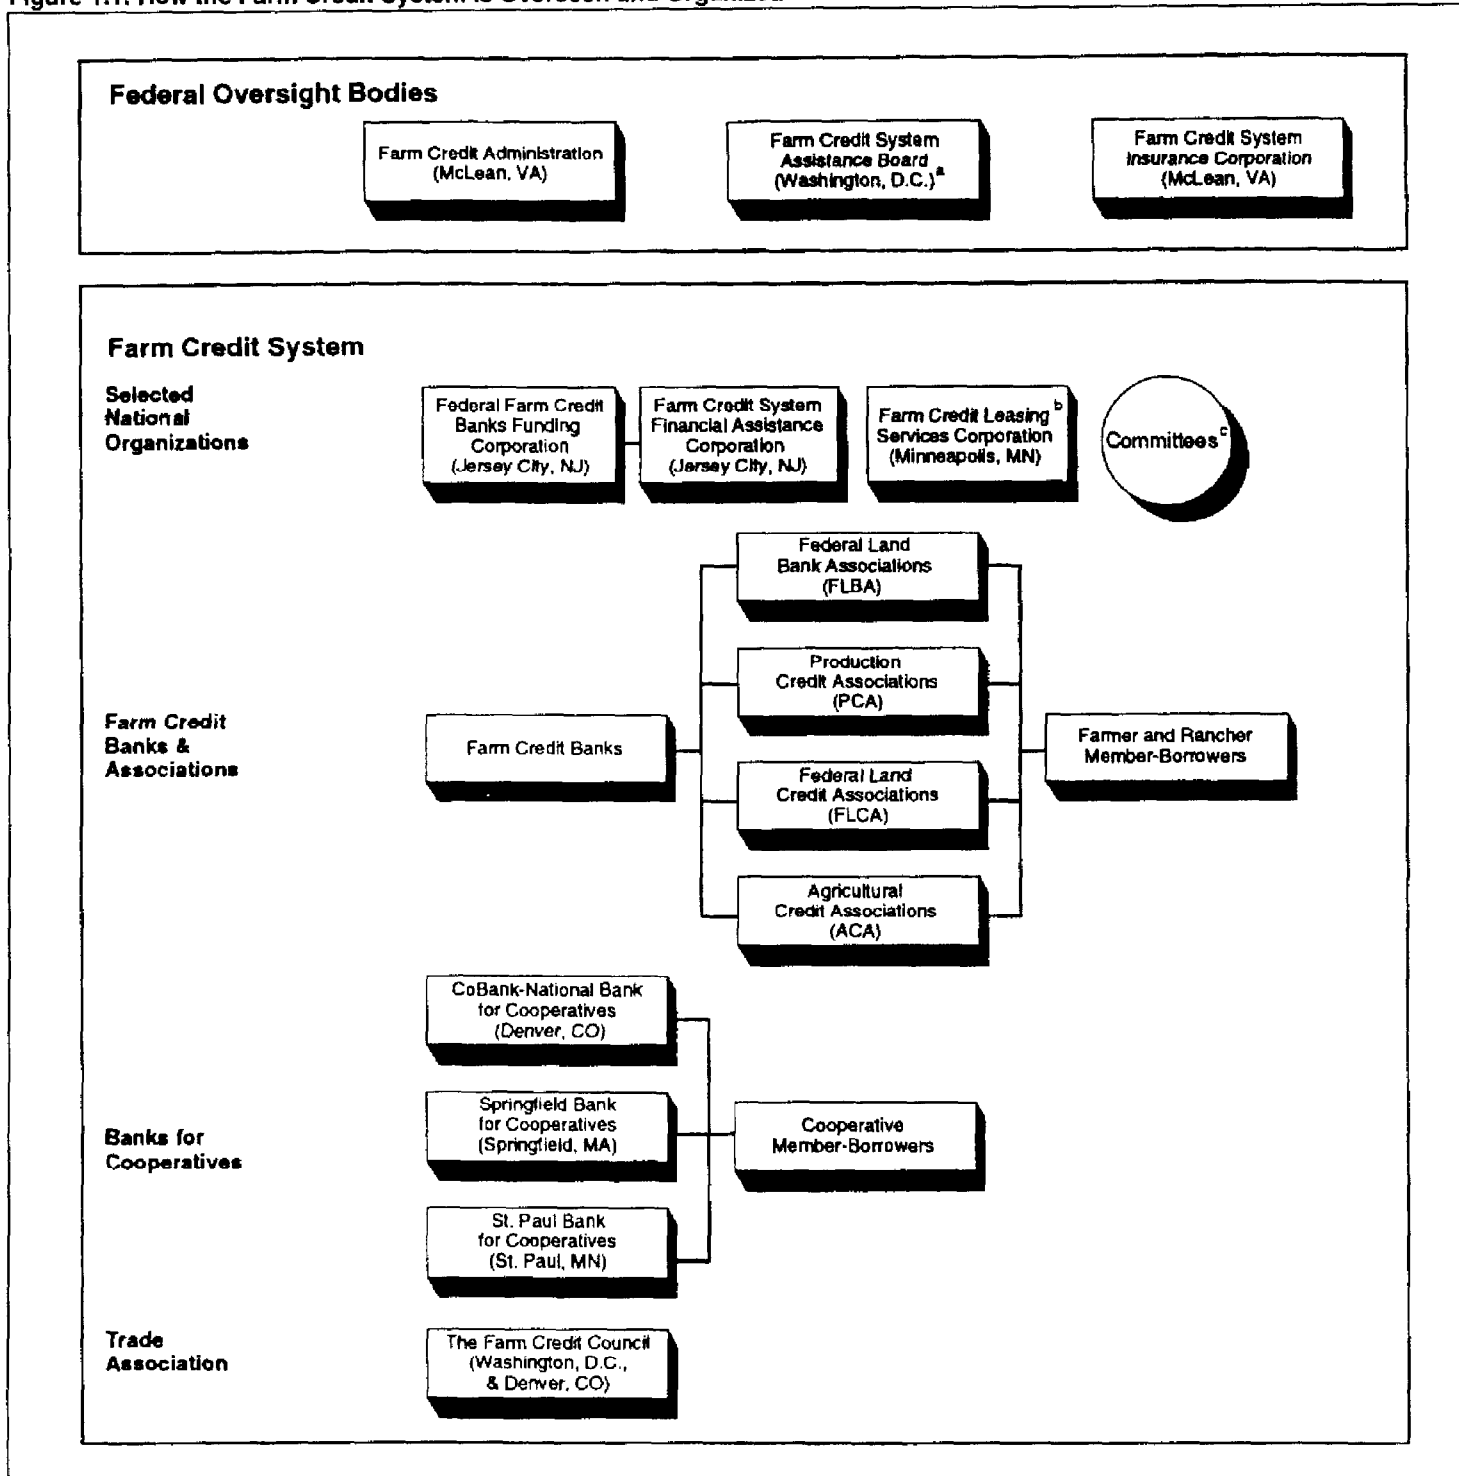 Federal Oversight Bodies
Farm Credit Administration
(McLean, VA)
Farm Credit System
Assistance Board
(Washington, D.C.)a
Farm Credit System
Insurance Corporation
(McLean, VA)
Farm Credit System
Selected
National
Organizations
Federal Farm Credit
Banks Funding
Corporation
(Jersey City, NJ)
Farm Credit System
Financial Assistance
Corporation
(Jersey City, NJ)
Farm Credit Leasing b
Services Corporation
(Minneapolis, MN)
Committees c
Farm Credit
Banks &
Associations
Farm Credit Banks
Federal Land
Bank Associations
(FLBA)
Production
Credit Associations
(PCA)
Federal Land
Credit Associations
(FLCA)
Agricultural
Credit Associations
(ACA)
Farmer and Rancher
Member-Borrowers
Banks for
Cooperatives
CoBank-National Bank
for Cooperatives
(Denver, CO)
Springfield Bank
for Cooperatives
(Springfield, MA)
St. Paul Bank
for Cooperatives
(St. Paul, MN)
Cooperative
Member-Borrowers
Trade
Association
The Farm Credit Council
(Washington, D.C.,
& Denver, CO)